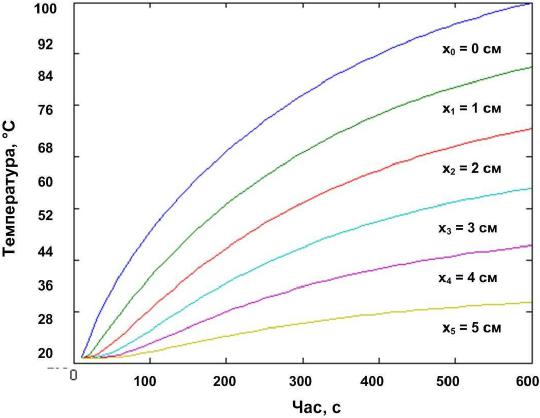 Температура, °С
100
92
84
76
68
60
52
44
36
28
20
x₀ = 0 см
x₁ = 1 см
x₂ = 2 см
x₃ = 3 см
x₄ = 4 см
x₅ = 5 см
0 100 200 300 400 500 600
Час, с